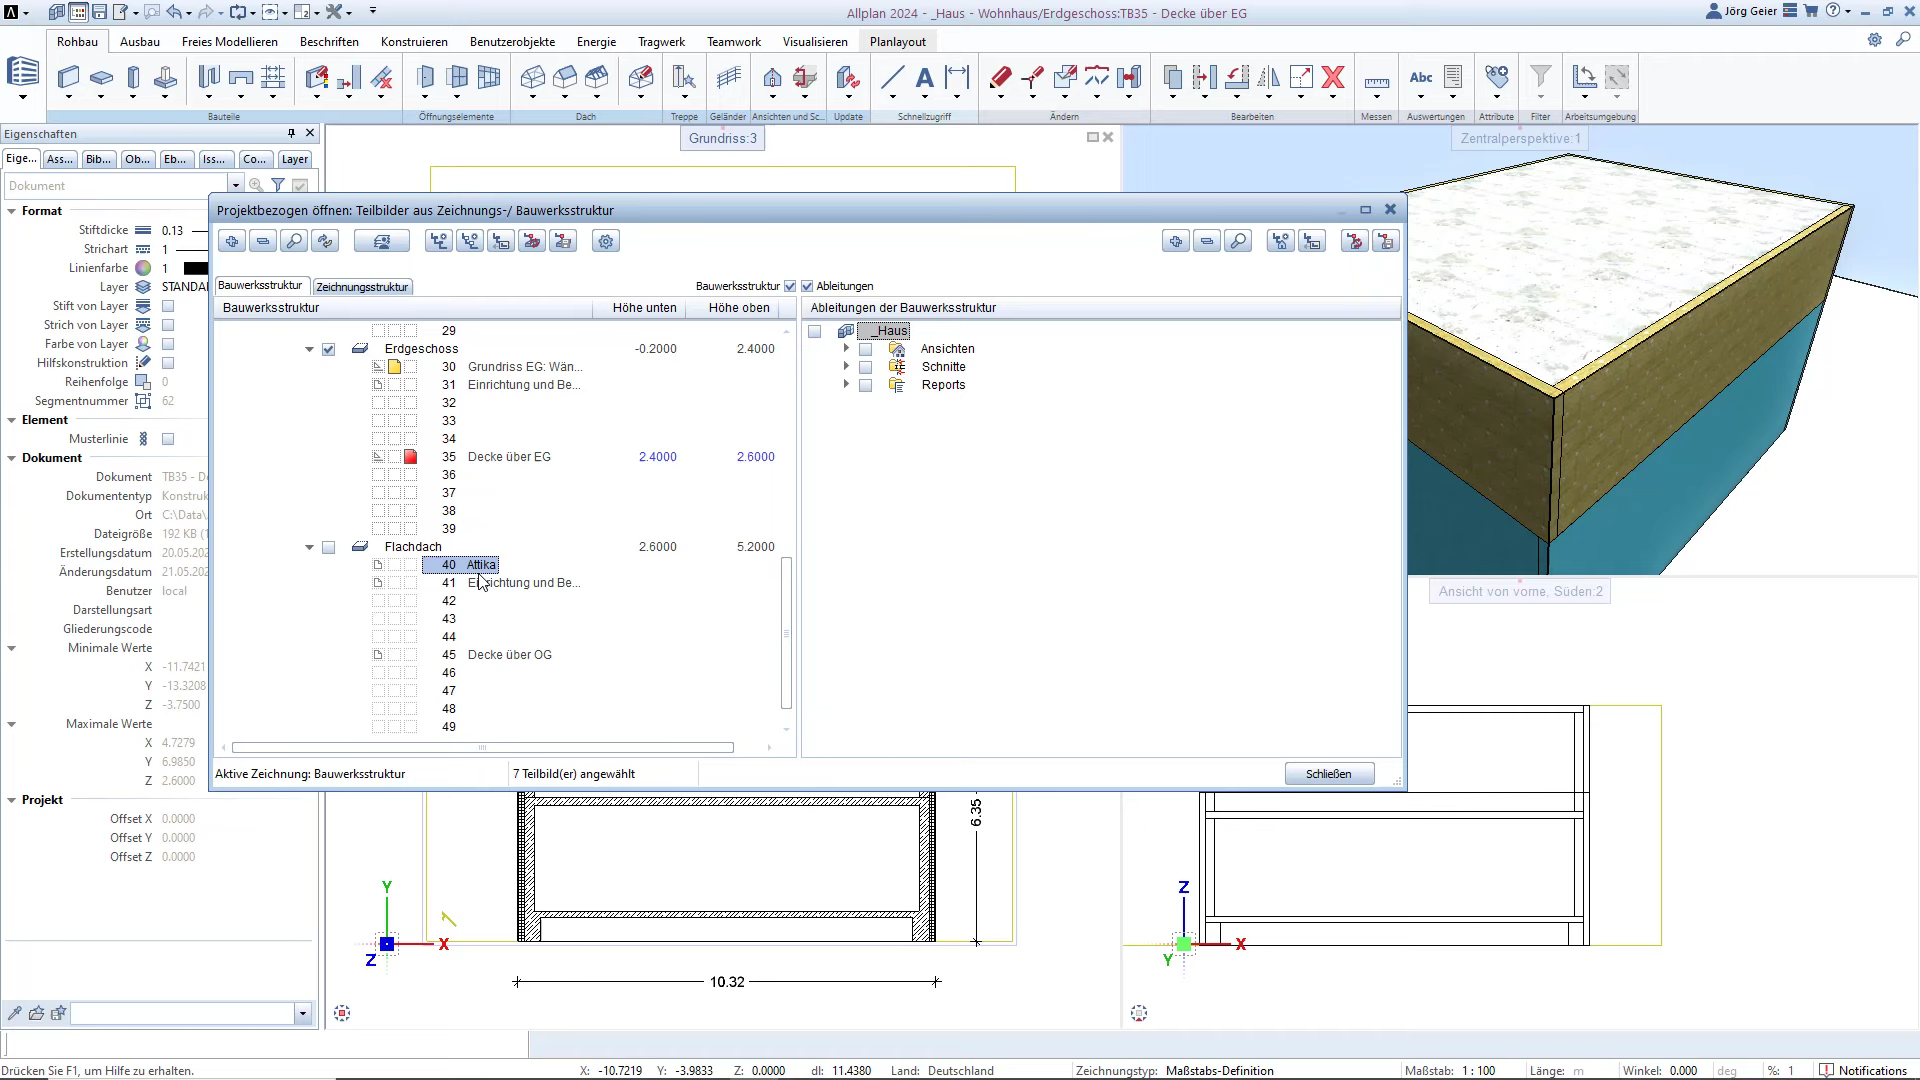 Allplan 2024 - _Haus - Wohnhaus/Erdgeschoss:TB35 - Decke über EG
Jörg Geier
Rohbau Ausbau Freies Modellieren Beschriften Konstruieren Benutzerobjekte Energie Tragwerk Teamwork Visualisieren Planlayout
Abc
Bauteile Öffnungselemente Dach Treppe Geländer Ansichten und Sc... Update Schnellzugriff Ändern Bearbeiten Messen Auswertungen Attribute Filter Arbeitsumgebung
Eigenschaften
Grundriss:3
Zentralperspektive:1
Eige... Ass... Bib... Ob... Eb... Iss... Co... Layer
Dokument
Format
Stiftdicke 0.13
Strichart 1
Linienfarbe 1
Layer STANDA
Stift von Layer
Strich von Layer
Farbe von Layer
Hilfskonstruktion
Reihenfolge 0
Segmentnummer 62
Element
Musterlinie
Dokument
Dokument TB35 - De
Dokumententyp Konstruk
Ort C:\Data\
Dateigröße 192 KB (1
Erstellungsdatum 20.05.202
Änderungsdatum 21.05.202
Benutzer local
Darstellungsart
Gliederungscode
Minimale Werte
X -11.7421
Y -13.3208
Z -3.7500
Maximale Werte
X 4.7279
Y 6.9850
Z 2.6000
Projekt
Offset X 0.0000
Offset Y 0.0000
Offset Z 0.0000
Projektbezogen öffnen: Teilbilder aus Zeichnungs-/ Bauwerksstruktur
Bauwerksstruktur Zeichnungsstruktur Bauwerksstruktur Ableitungen
Bauwerksstruktur Höhe unten Höhe oben Ableitungen der Bauwerksstruktur
29
Erdgeschoss -0.2000 2.4000
30 Grundriss EG: Wän...
31 Einrichtung und Be...
32
33
34
35 Decke über EG 2.4000 2.6000
36
37
38
39
Flachdach 2.6000 5.2000
40 Attika
41 Einrichtung und Be...
42
43
44
45 Decke über OG
46
47
48
49
_Haus
Ansichten
Schnitte
Reports
Aktive Zeichnung: Bauwerksstruktur 7 Teilbild(er) angewählt Schließen
Ansicht von vorne, Süden:2
6.35
10.32
Y
X
Z
Z
X
Y
Drücken Sie F1, um Hilfe zu erhalten. X: -10.7219 Y: -3.9833 Z: 0.0000 dl: 11.4380 Land: Deutschland Zeichnungstyp: Maßstabs-Definition Maßstab: 1 : 100 Länge: m Winkel: 0.000 deg %: 1 Notifications